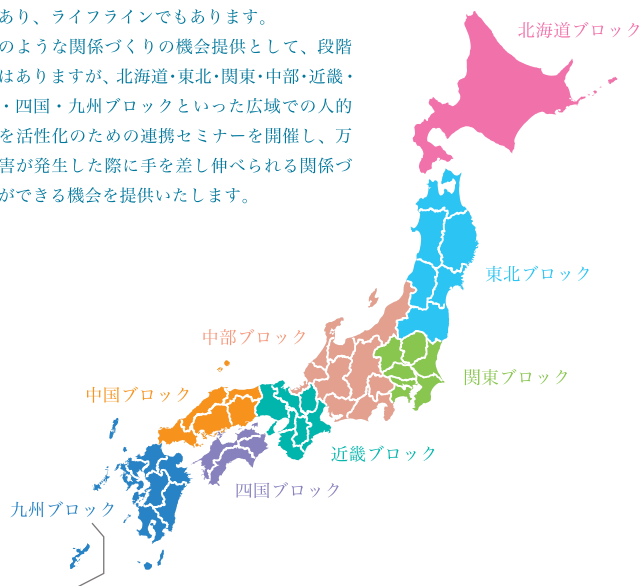 あり、ライフラインでもあります。
のような関係づくりの機会提供として、段階
はありますが、北海道・東北・関東・中部・近畿・
・四国・九州ブロックといった広域での人的
を活性化のための連携セミナーを開催し、万
害が発生した際に手を差し伸べられる関係づ
ができる機会を提供いたします。
北海道ブロック
東北ブロック
中部ブロック
関東ブロック
中国ブロック
近畿ブロック
四国ブロック
九州ブロック